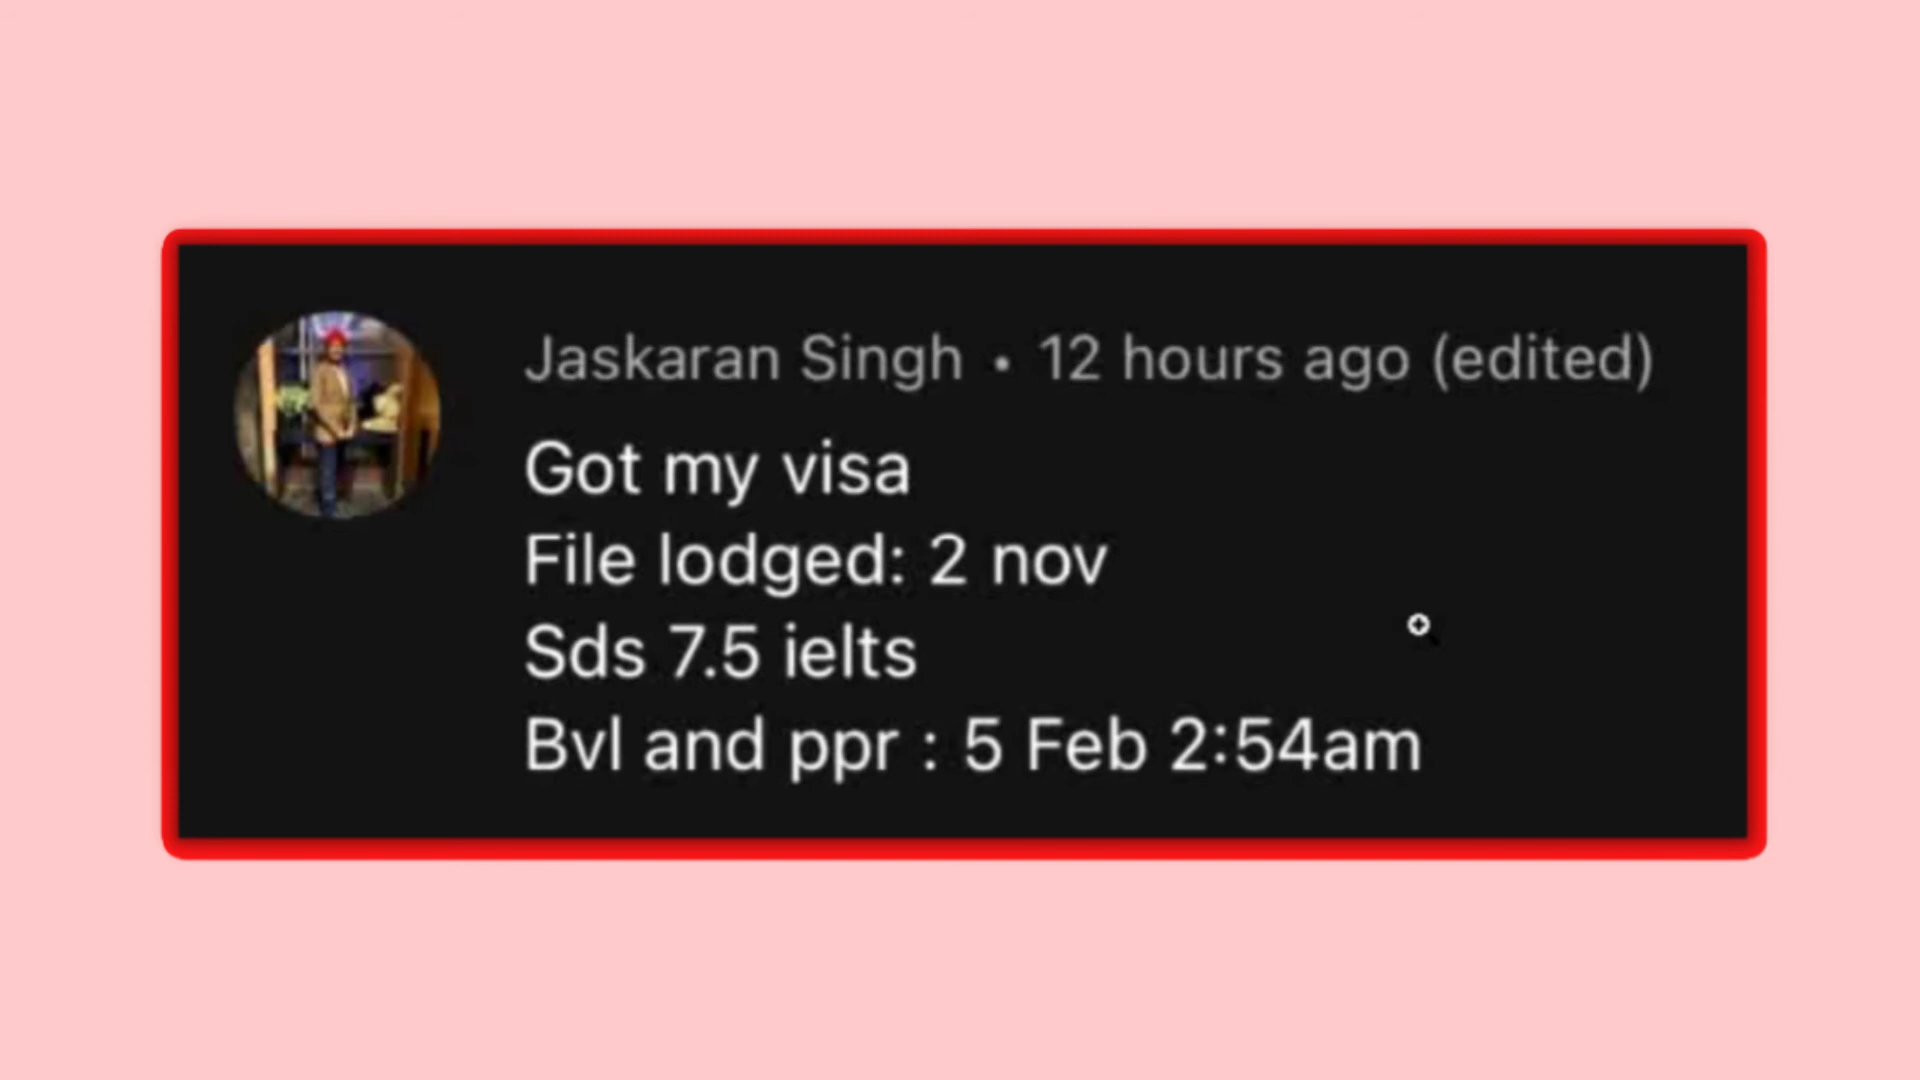 Jaskaran Singh • 12 hours ago (edited)
Got my visa
File lodged: 2 nov
Sds 7.5 ielts
Bvl and ppr : 5 Feb 2:54am